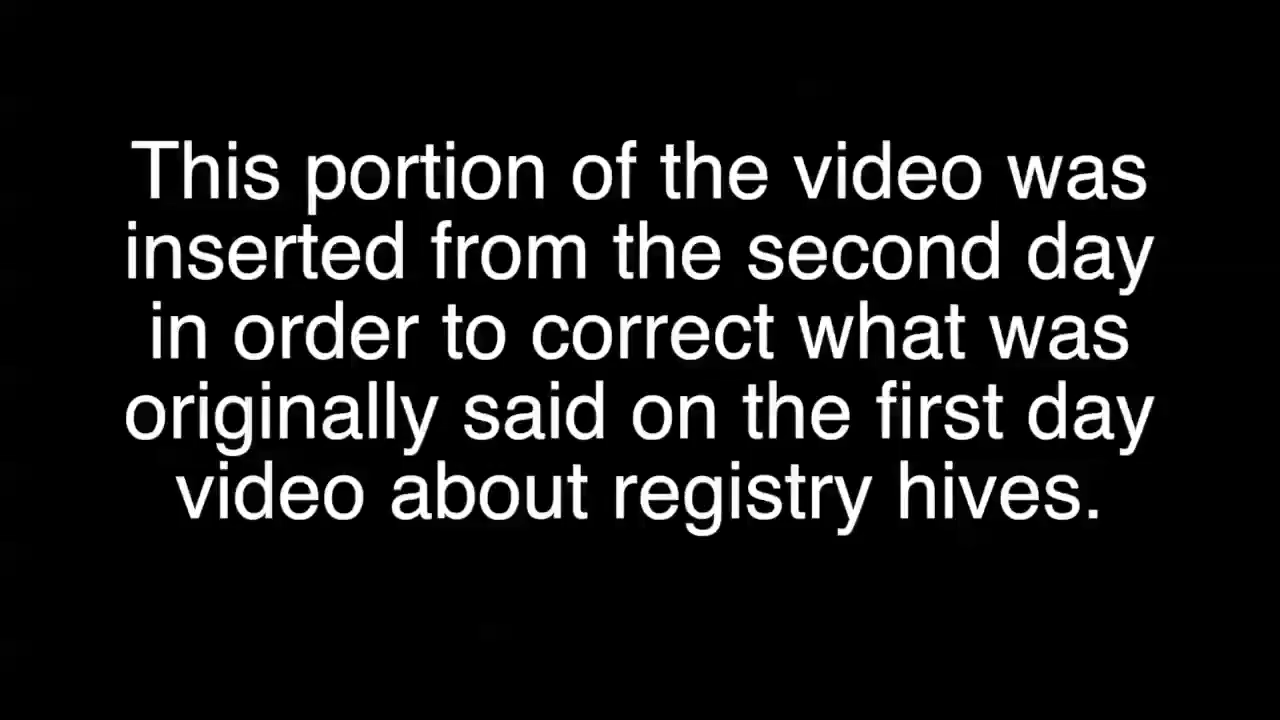 This portion of the video was
inserted from the second day
in order to correct what was
originally said on the first day
video about registry hives.